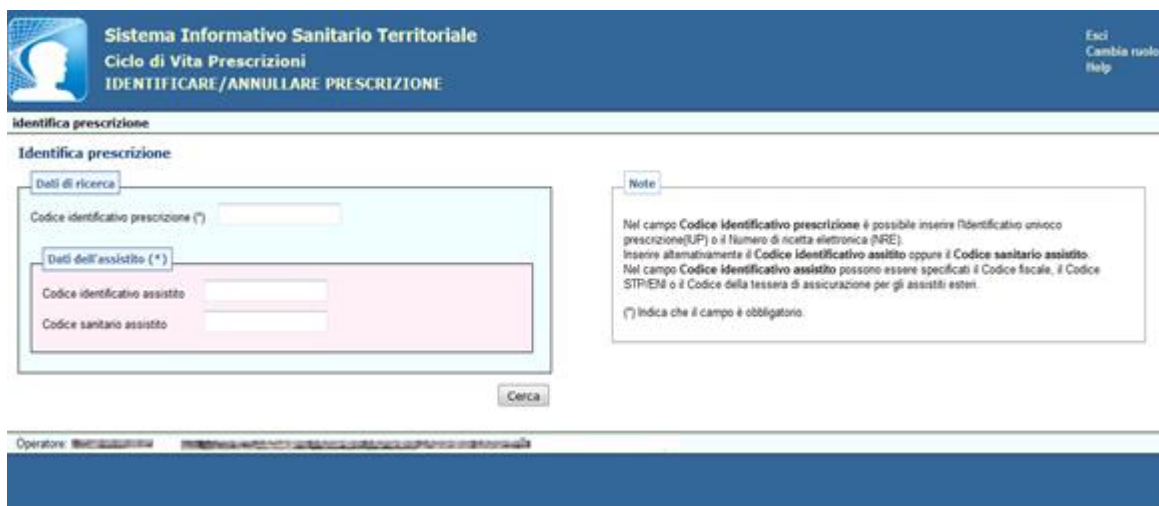 Sistema Informativo Sanitario Territoriale
Ciclo di Vita Prescrizioni
IDENTIFICARE/ANNULLARE PRESCRIZIONE
Esci
Cambia ruolo
Help
identifica prescrizione
Identifica prescrizione
Dati di ricerca
Codice identificativo prescrizione (*)
Dati dell'assistito (*)
Codice identificativo assistito
Codice sanitario assistito
Cerca
Note
Nel campo Codice identificativo prescrizione è possibile inserire l'Identificativo univoco
prescrizione(IUP) o il Numero di ricetta elettronica (NRE).
Inserire alternativamente il Codice identificativo assitito oppure il Codice sanitario assistito.
Nel campo Codice identificativo assistito possono essere specificati il Codice fiscale, il Codice
STP/ENI o il Codice della tessera di assicurazione per gli assistiti esteri.
(*) Indica che il campo è obbligatorio.
Operatore: